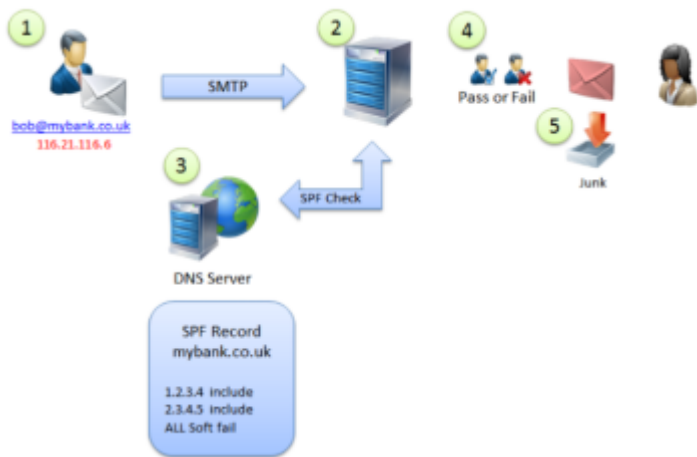 1
2
4
SMTP
Pass or Fail
bob@mybank.co.uk
116.21.116.6
5
Junk
3
SPF Check
DNS Server
SPF Record
mybank.co.uk
1.2.3.4 include
2.3.4.5 include
ALL Soft fail